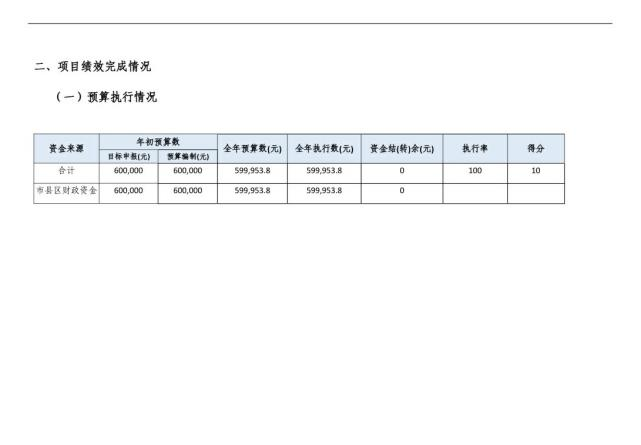 二、项目绩效完成情况
（一）预算执行情况
资金来源 年初预算数 全年预算数(元) 全年执行数(元) 资金结(转)余(元) 执行率 得分
目标申报(元) 预算编制(元)
合计 600,000 600,000 599,953.8 599,953.8 0 100 10
市县区财政资金 600,000 600,000 599,953.8 599,953.8 0